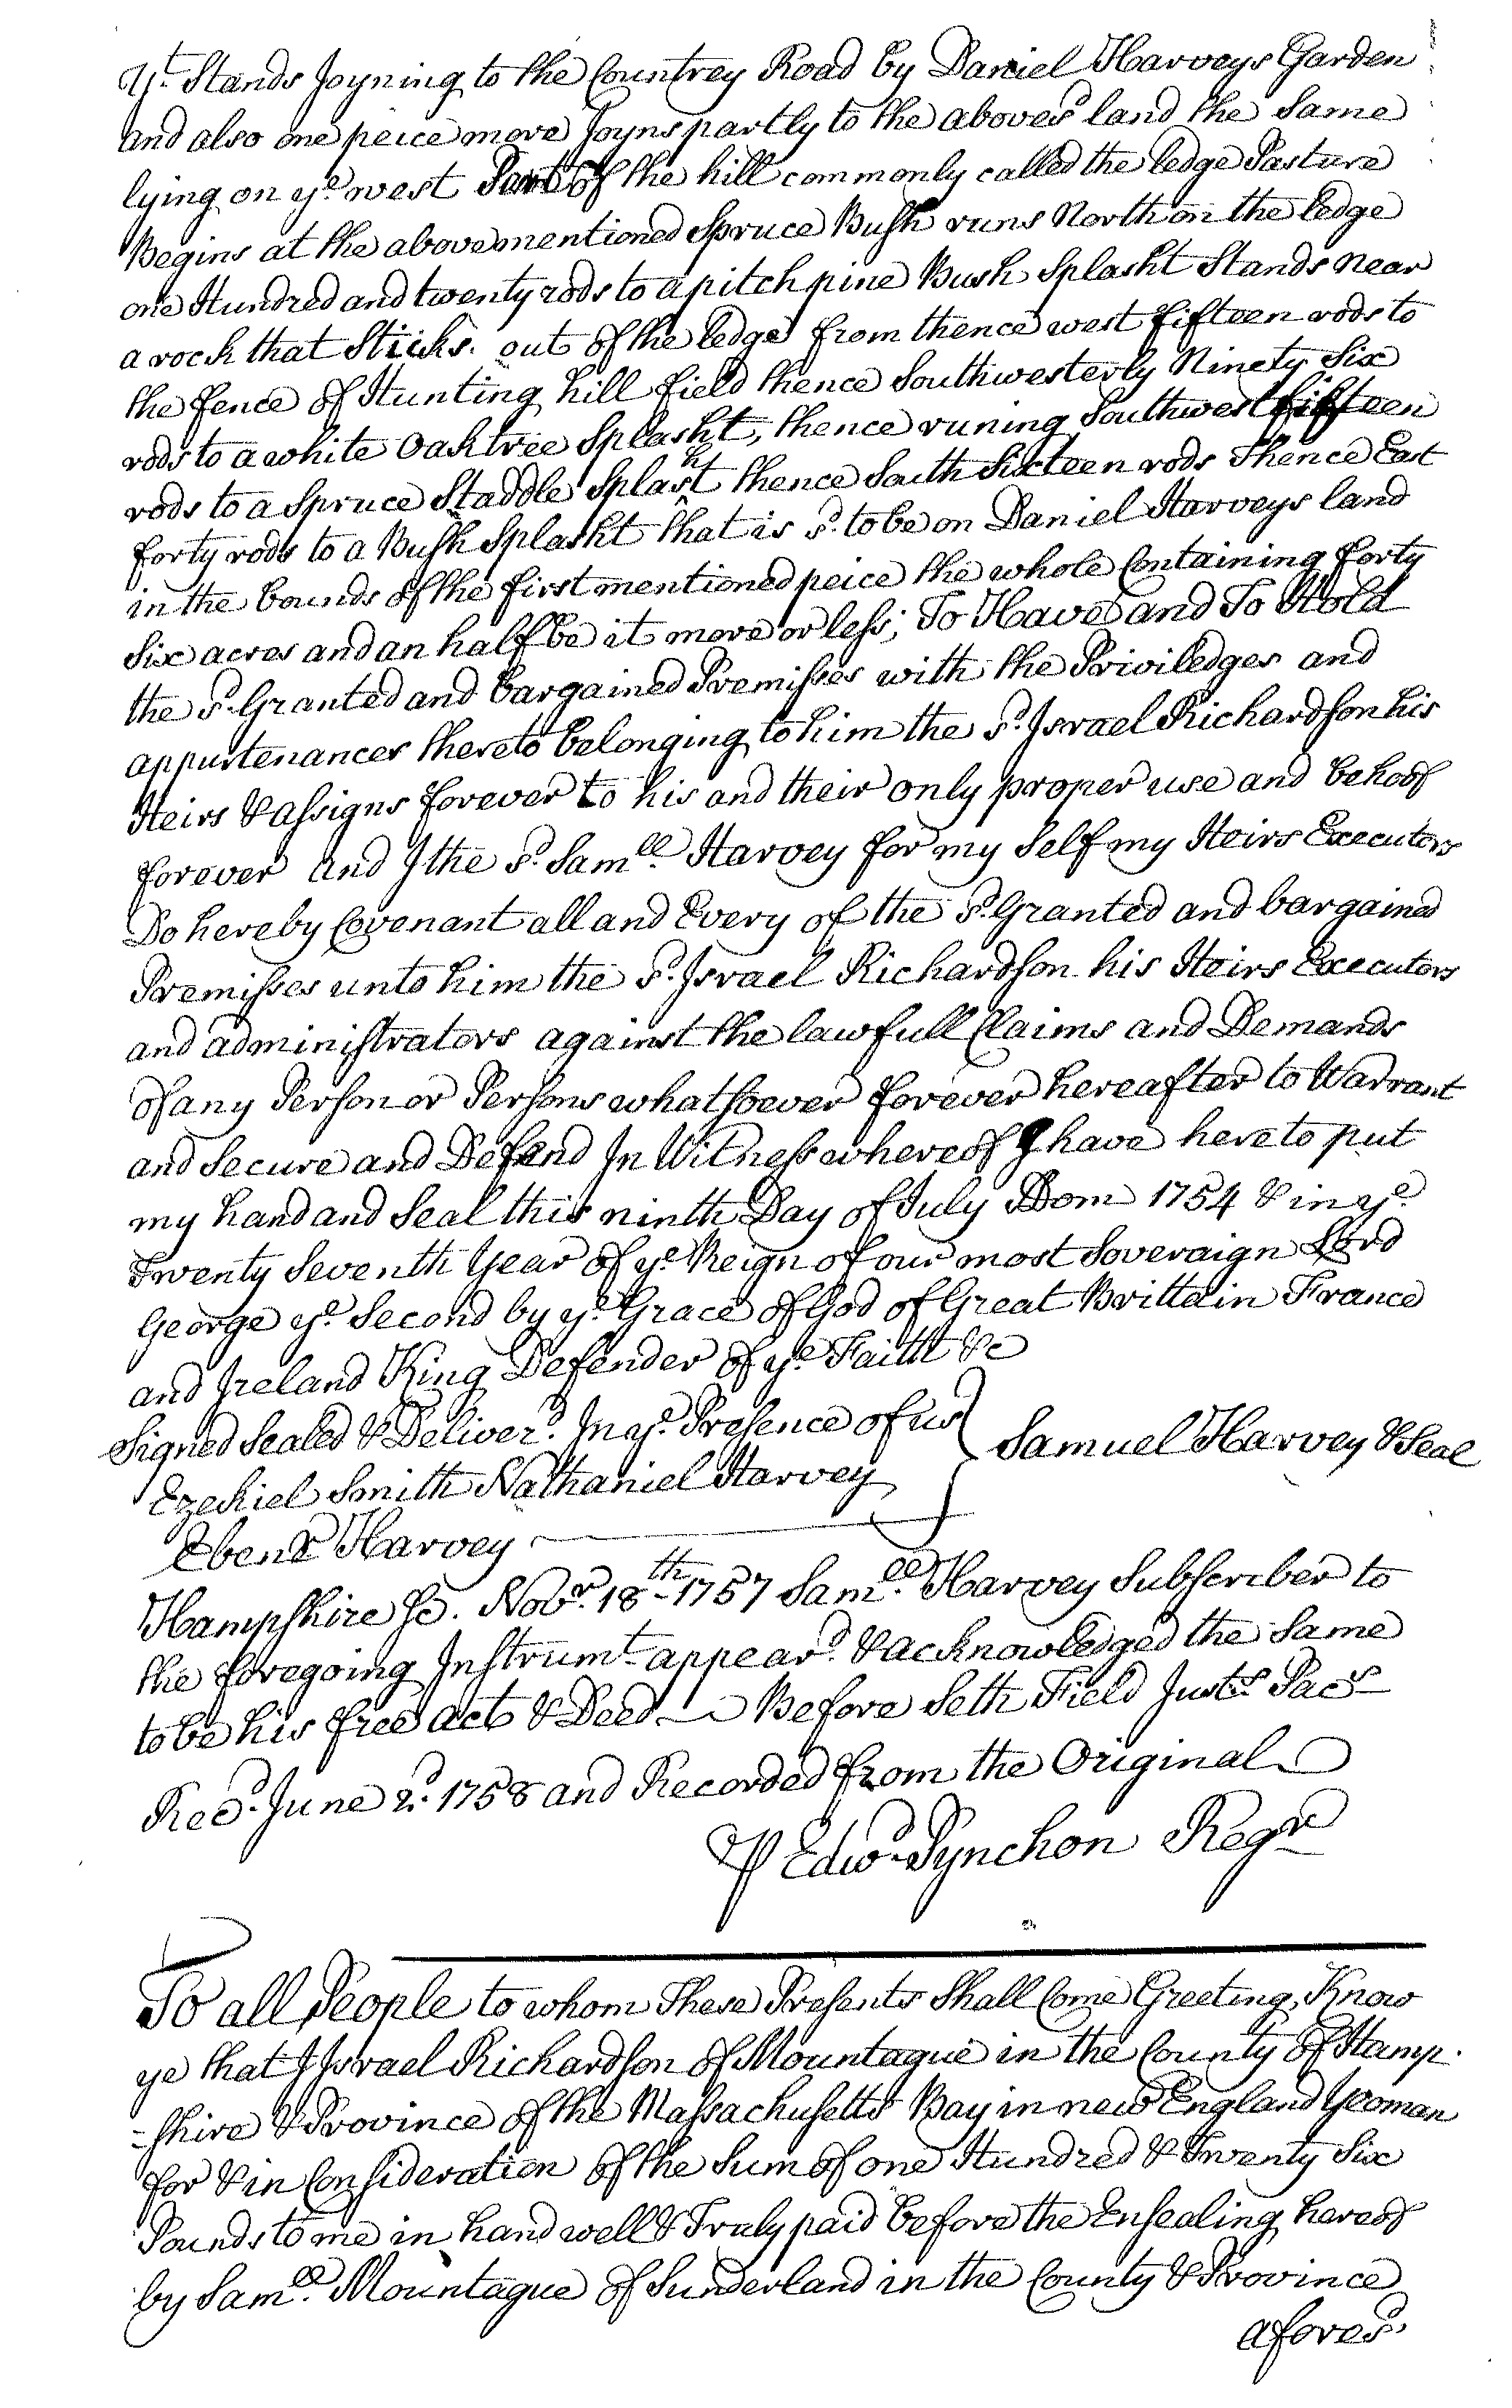 yt. Stands Joyning to the Countrey Road by Daniel Harveys Garden
and also one peice more Joyns partly to the abovesd land the Same
lying on ye. west Part of the hill commonly called the ledge Pasture
Begins at the abovementioned Spruce Bush runs North on the ledge
one Hundred and twenty rods to a pitch pine Bush Splasht Stands near
a rock that Sticks out of the ledge from thence west fifteen rods to
the fence of Hunting hill field thence Southwesterly Ninety Six
rods to a white Oak tree Splasht, thence runing Southwest fifteen
rods to a Spruce Staddle Splasht thence South Sixteen rods Thence East
forty rods to a Bush Splasht that is sd. to be on Daniel Harveys land
in the bounds of the first mentioned peice the whole Containing forty
Six acres and an half be it more or less; To Have and To Hold
the sd. Granted and bargained Premisses with the Priviledges and
appurtenances thereto belonging to him the sd. Israel Richardson his
Heirs & assigns forever to his and their only proper use and behoof
forever And I the sd. Samll. Harvey for my Self my Heirs Executors
Do hereby Covenant all and Every of the sd. Granted and bargained
Premisses unto him the sd. Israel Richardson his Heirs Executors
and administrators against the lawfull Claims and Demands
of any Person or Persons whatsoever forever hereafter to Warrant
and Secure and Defend In Witness whereof I have hereto put
my hand and Seal this ninth Day of July Dom 1754 & in ye.
Twenty Seventh Year of ye. Reign of our most Soveraign Lord
George ye. Second by ye. Grace of God of Great Brittain France
and Ireland King Defender of ye. Faith &c
Signed Sealed & Deliverd. In ye. Presence of us } Samuel Harvey & Seal
Ezekiel Smith Nathaniel Harvey
Ebenr Harvey
Hampshire Sc. Novr. 18th 1757 Samll. Harvey Subscriber to
the foregoing Instrumt. appeard. & acknowledged the Same
to be his free Act & Deed — Before Seth Field Justs. Pacs
Recd. June 2d. 1758 and Recorded from the Original
⅌ Edwd. Pynchon Regr
To all People to whom These Presents Shall Come Greeting, Know
ye that I Israel Richardson of Mountague in the County of Hamp-
=shire & Province of the Massachusetts Bay in new England Yeoman
for & in Consideration of the Sum of one Hundred & Twenty Six
Pounds to me in hand well & Truly paid before the Ensealing hereof
by Samll. Mountague of Sunderland in the County & Province
aforesd.